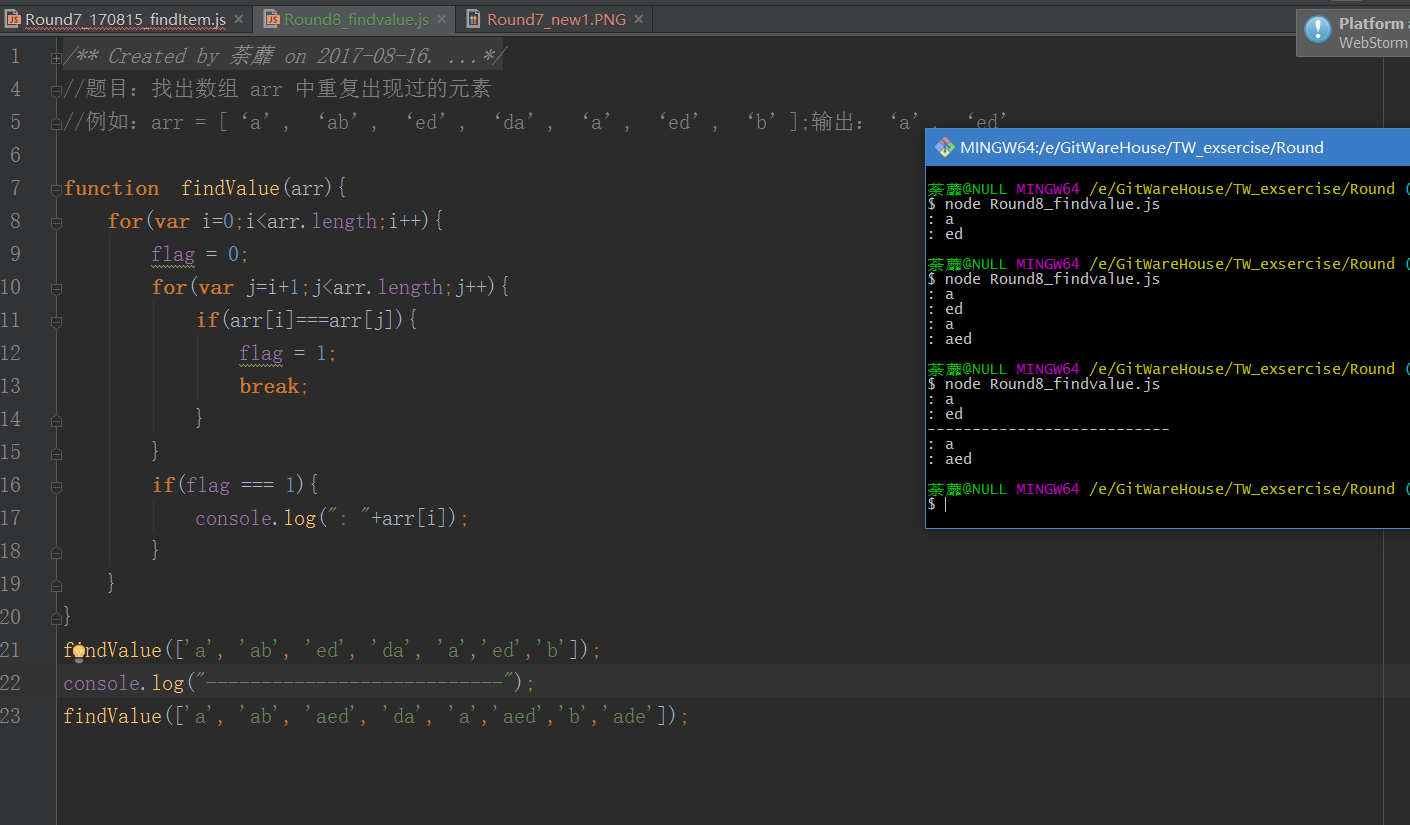 Round7_170815_findItem.js × Round8_findvalue.js × Round7_new1.PNG ×
Platform
WebStorm
1 /** Created by 荼蘼 on 2017-08-16. ...*/
4 //题目：找出数组 arr 中重复出现过的元素
5 //例如：arr = [‘a’, ‘ab’, ‘ed’, ‘da’, ‘a’, ‘ed’, ‘b’];输出：‘a’, ‘ed’
6
7 function findValue(arr){
8 for(var i=0;i<arr.length;i++){
9 flag = 0;
10 for(var j=i+1;j<arr.length;j++){
11 if(arr[i]===arr[j]){
12 flag = 1;
13 break;
14 }
15 }
16 if(flag === 1){
17 console.log(": "+arr[i]);
18 }
19 }
20 }
21 findValue(['a', 'ab', 'ed', 'da', 'a','ed','b']);
22 console.log("---------------------------");
23 findValue(['a', 'ab', 'aed', 'da', 'a','aed','b','ade']);
MINGW64:/e/GitWareHouse/TW_exsercise/Round
荼蘼@NULL MINGW64 /e/GitWareHouse/TW_exsercise/Round (
$ node Round8_findvalue.js
: a
: ed
荼蘼@NULL MINGW64 /e/GitWareHouse/TW_exsercise/Round (
$ node Round8_findvalue.js
: a
: ed
: a
: aed
荼蘼@NULL MINGW64 /e/GitWareHouse/TW_exsercise/Round (
$ node Round8_findvalue.js
: a
: ed
---------------------------
: a
: aed
荼蘼@NULL MINGW64 /e/GitWareHouse/TW_exsercise/Round (
$